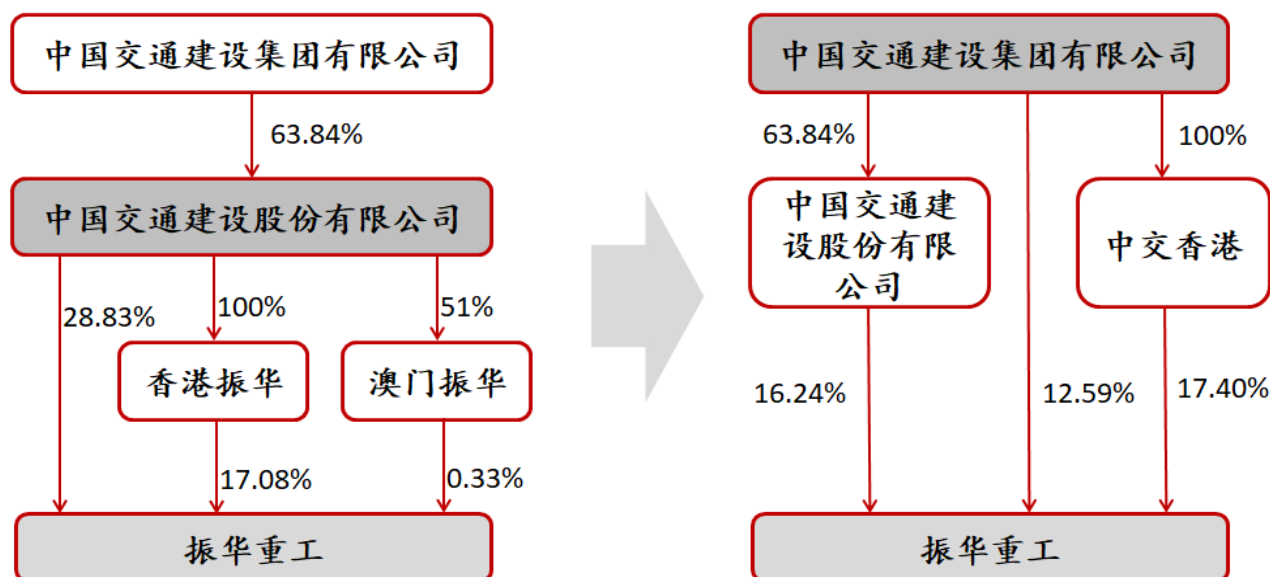 中国交通建设集团有限公司
63.84%
中国交通建设股份有限公司
28.83%
100%
51%
香港振华
澳门振华
17.08%
0.33%
振华重工
中国交通建设集团有限公司
63.84%
100%
中国交通建
设股份有限
公司
中交香港
16.24%
12.59%
17.40%
振华重工